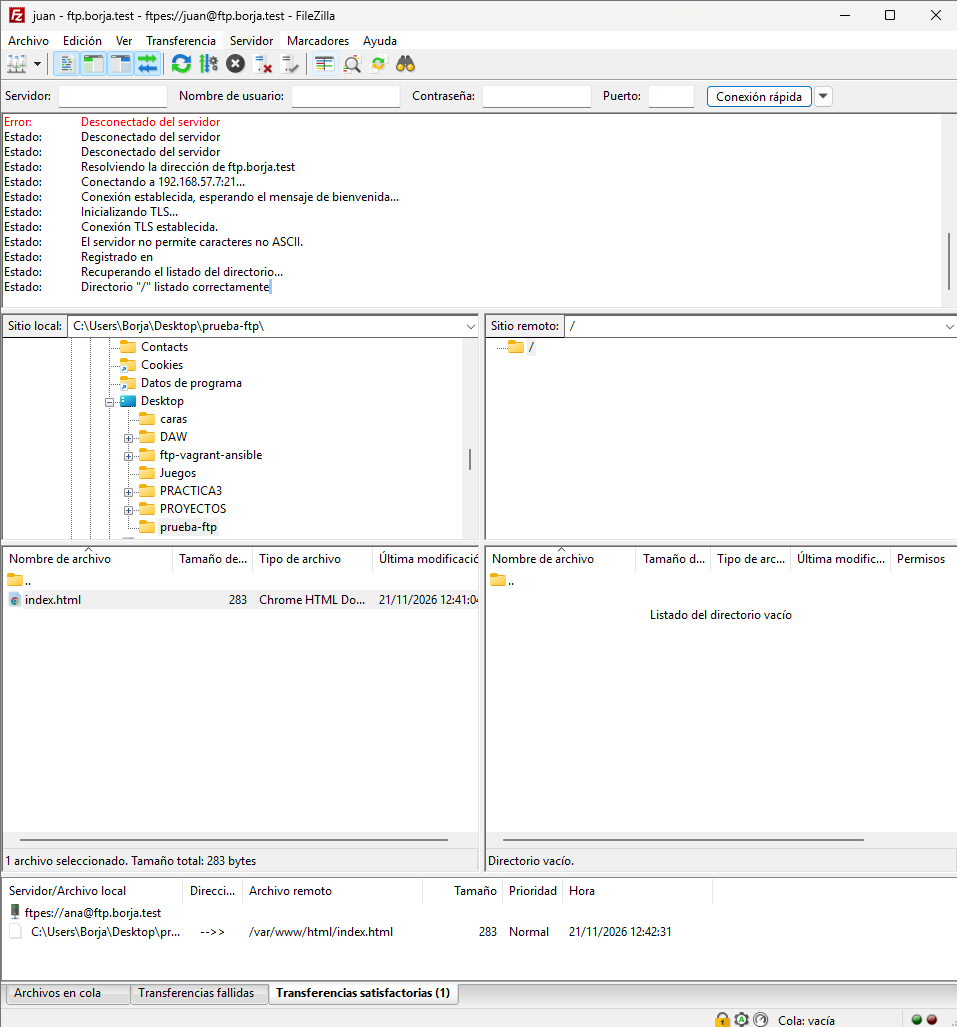 juan - ftp.borja.test - ftpes://juan@ftp.borja.test - FileZilla
Archivo Edición Ver Transferencia Servidor Marcadores Ayuda
Servidor: Nombre de usuario: Contraseña: Puerto: Conexión rápida
Error: Desconectado del servidor
Estado: Desconectado del servidor
Estado: Desconectado del servidor
Estado: Resolviendo la dirección de ftp.borja.test
Estado: Conectando a 192.168.57.7:21...
Estado: Conexión establecida, esperando el mensaje de bienvenida...
Estado: Inicializando TLS...
Estado: Conexión TLS establecida.
Estado: El servidor no permite caracteres no ASCII.
Estado: Registrado en
Estado: Recuperando el listado del directorio...
Estado: Directorio "/" listado correctamente
Sitio local: C:\Users\Borja\Desktop\prueba-ftp\
Contacts
Cookies
Datos de programa
Desktop
caras
DAW
ftp-vagrant-ansible
Juegos
PRACTICA3
PROYECTOS
prueba-ftp
Sitio remoto: /
/
Nombre de archivo Tamaño de... Tipo de archivo Última modificació
..
index.html 283 Chrome HTML Do... 21/11/2026 12:41:04
1 archivo seleccionado. Tamaño total: 283 bytes
Nombre de archivo Tamaño d... Tipo de arc... Última modific... Permisos
..
Listado del directorio vacío
Directorio vacío.
Servidor/Archivo local Direcci... Archivo remoto Tamaño Prioridad Hora
ftpes://ana@ftp.borja.test
C:\Users\Borja\Desktop\pr... -->> /var/www/html/index.html 283 Normal 21/11/2026 12:42:31
Archivos en cola Transferencias fallidas Transferencias satisfactorias (1)
Cola: vacía